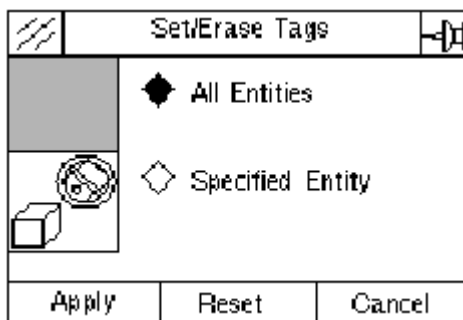 Set/Erase Tags
All Entities
Specified Entity
Apply Reset Cancel